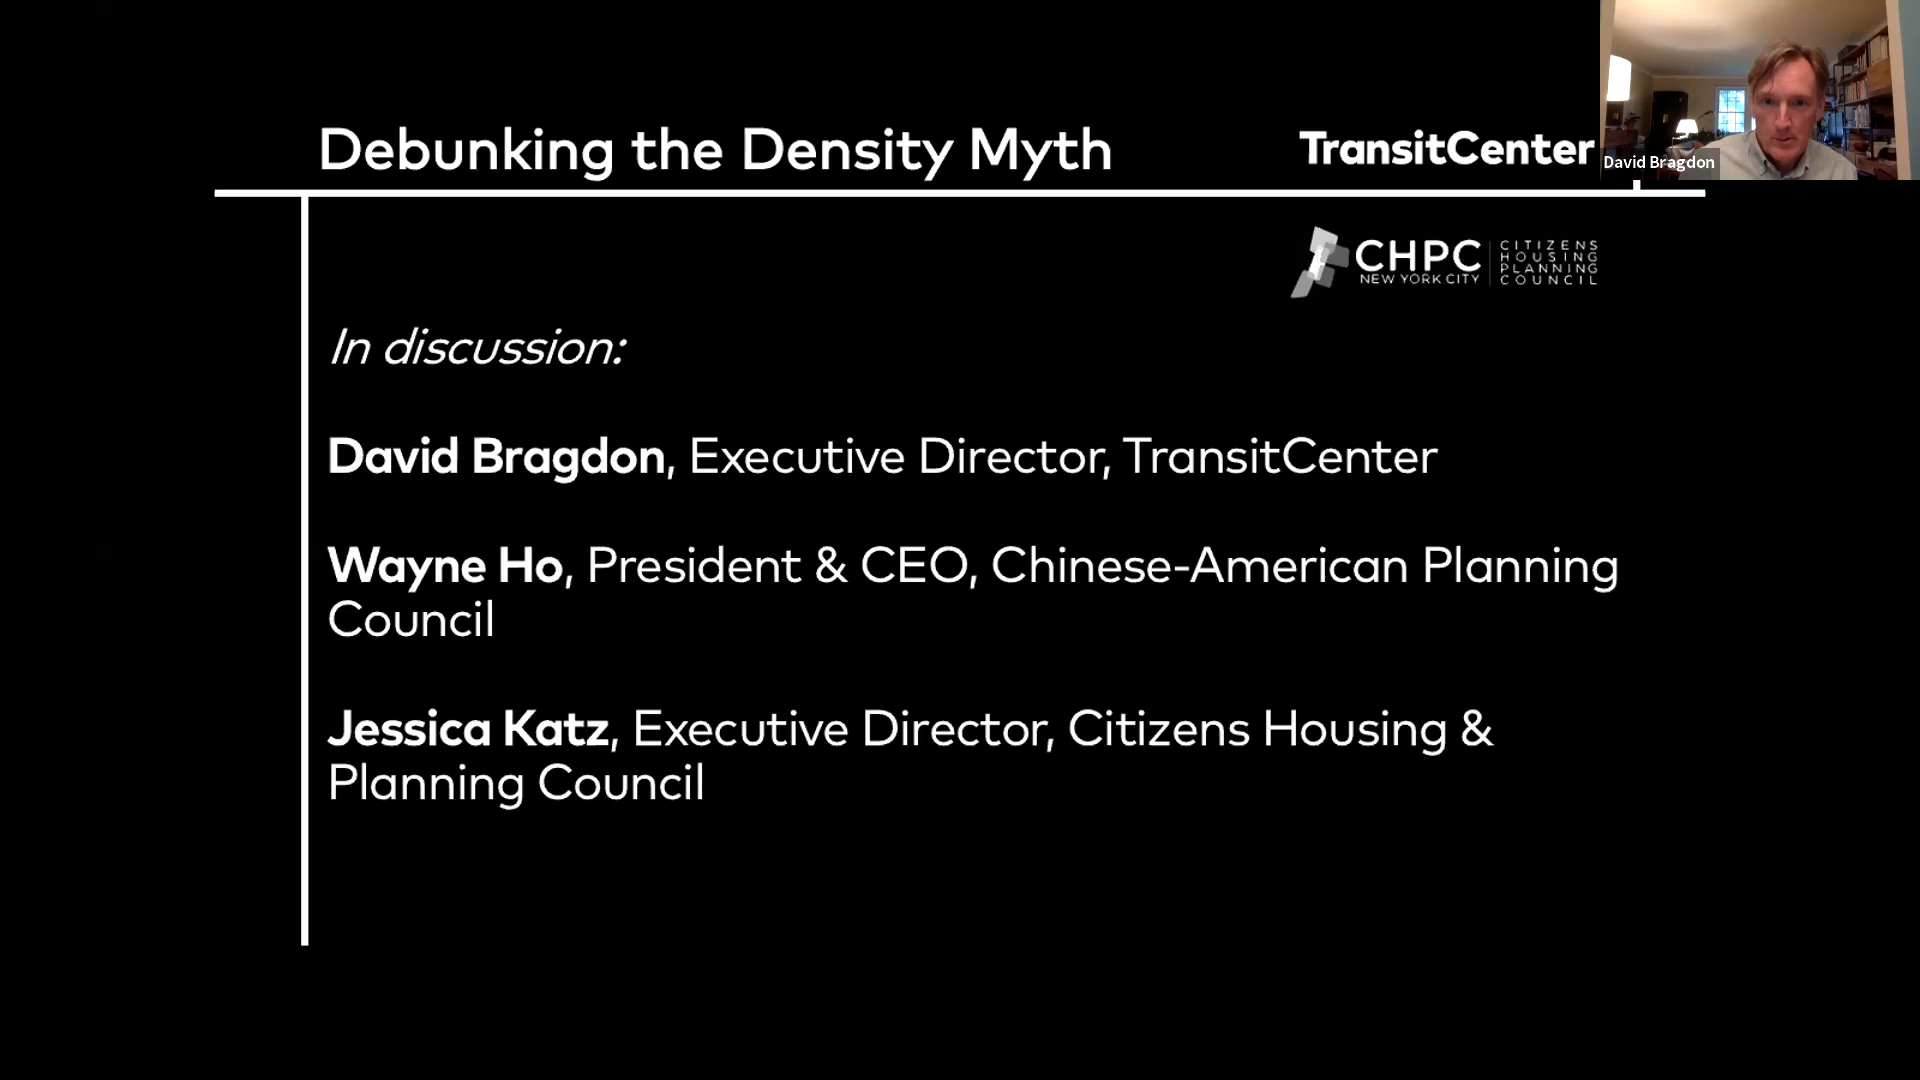 Debunking the Density Myth
TransitCenter
David Bragdon
CHPC
NEW YORK CITY
CITIZENS
HOUSING
PLANNING
COUNCIL
In discussion:
David Bragdon, Executive Director, TransitCenter
Wayne Ho, President & CEO, Chinese-American Planning
Council
Jessica Katz, Executive Director, Citizens Housing &
Planning Council